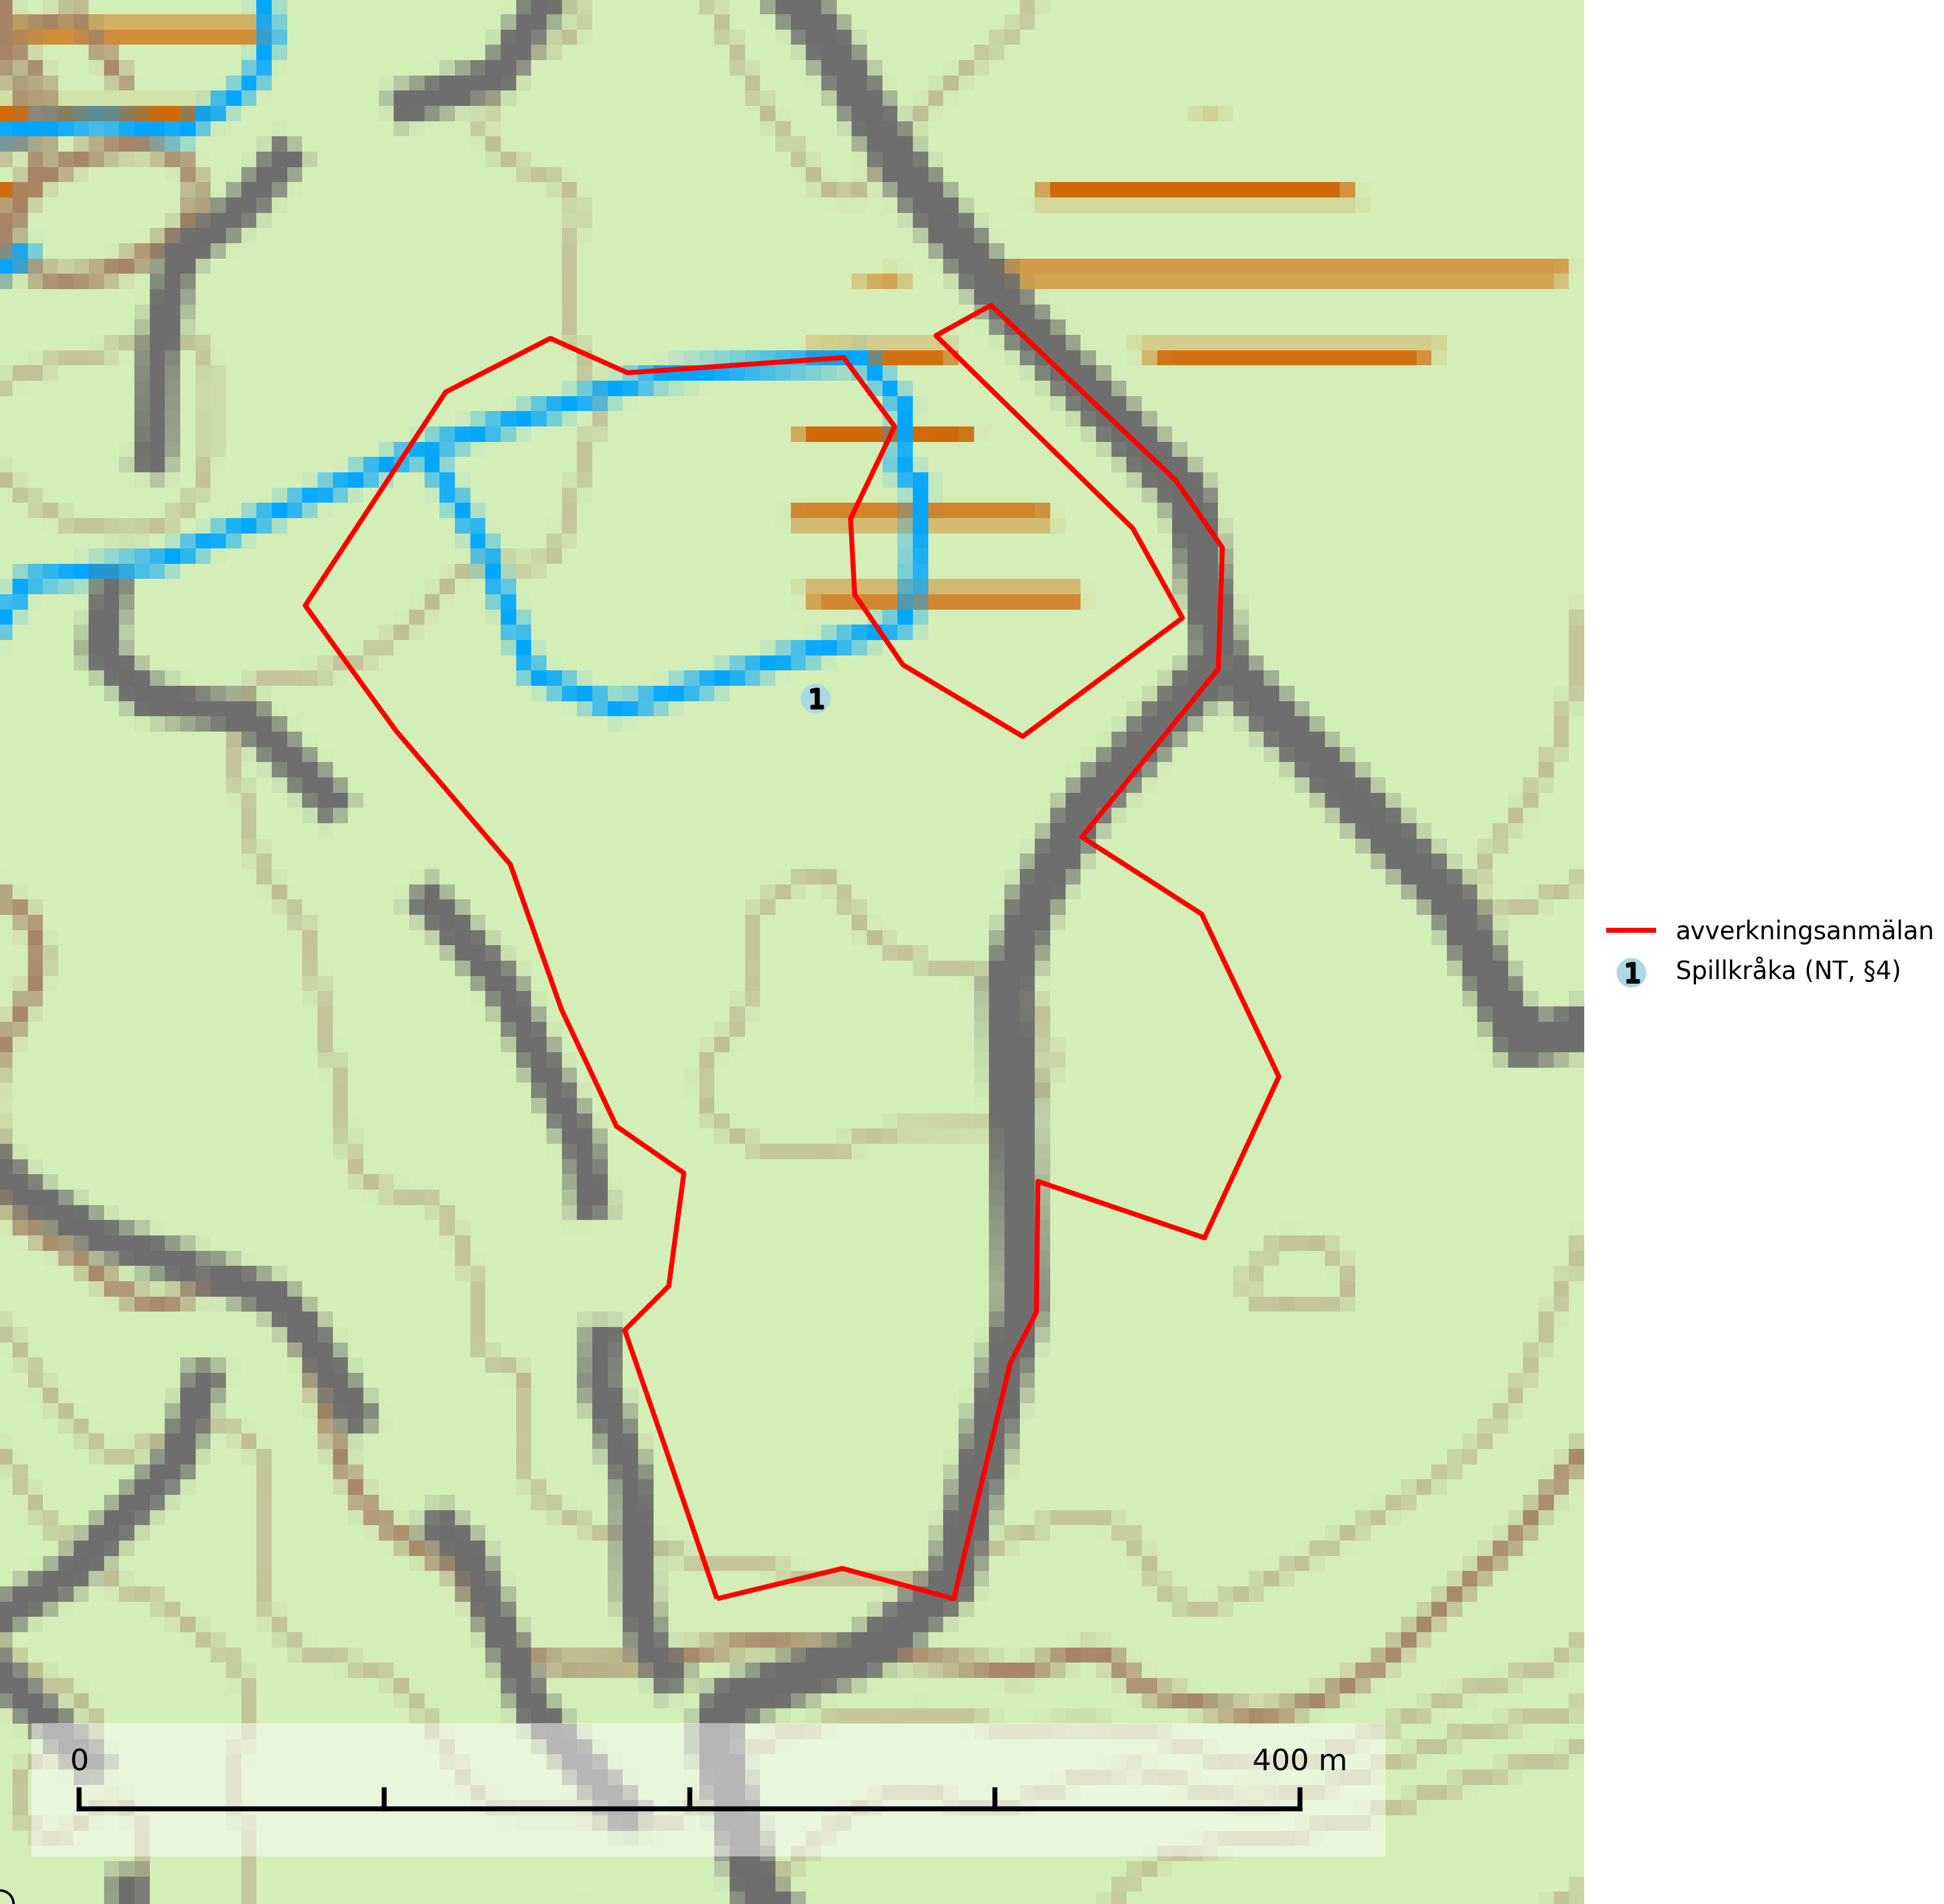 1
avverkningsanmälan
1 Spillkråka (NT, §4)
0 400 m